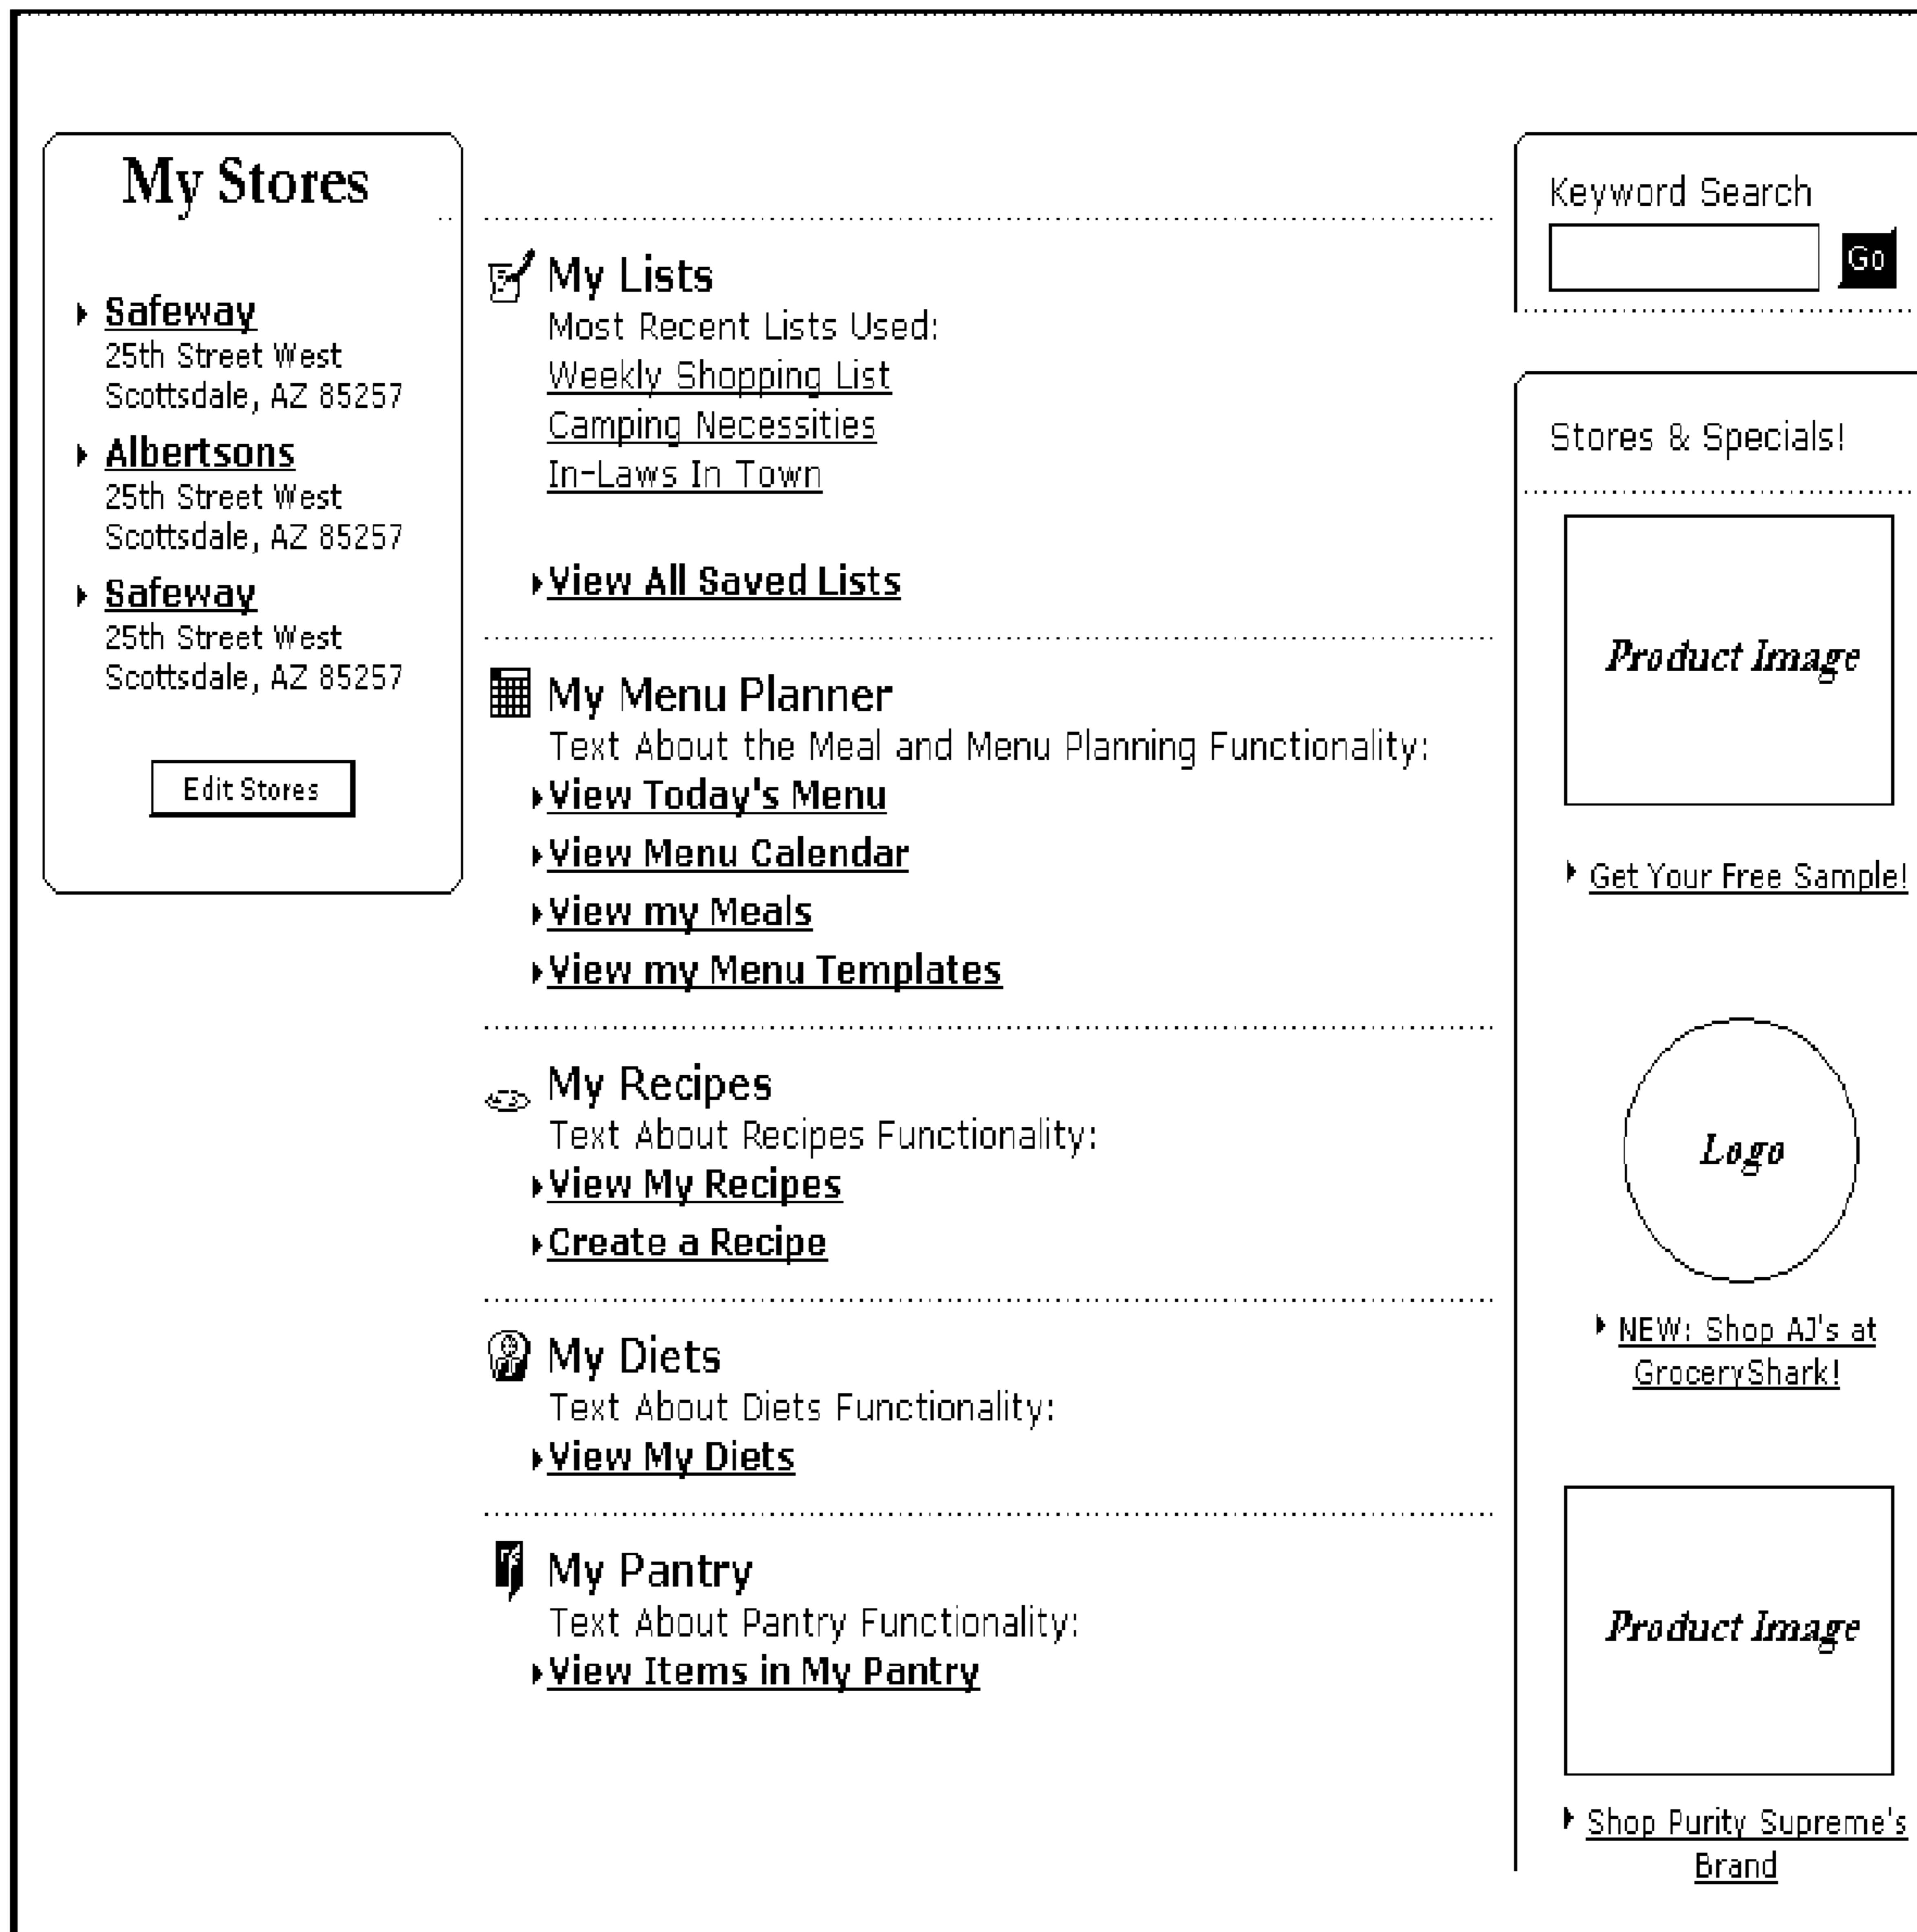 My Stores
Safeway
25th Street West
Scottsdale, AZ 85257
Albertsons
25th Street West
Scottsdale, AZ 85257
Safeway
25th Street West
Scottsdale, AZ 85257
Edit Stores
My Lists
Most Recent Lists Used:
Weekly Shopping List
Camping Necessities
In-Laws In Town
View All Saved Lists
My Menu Planner
Text About the Meal and Menu Planning Functionality:
View Today's Menu
View Menu Calendar
View my Meals
View my Menu Templates
My Recipes
Text About Recipes Functionality:
View My Recipes
Create a Recipe
My Diets
Text About Diets Functionality:
View My Diets
My Pantry
Text About Pantry Functionality:
View Items in My Pantry
Keyword Search
Go
Stores & Specials!
Product Image
Get Your Free Sample!
Logo
NEW: Shop AJ's at
GroceryShark!
Product Image
Shop Purity Supreme's
Brand